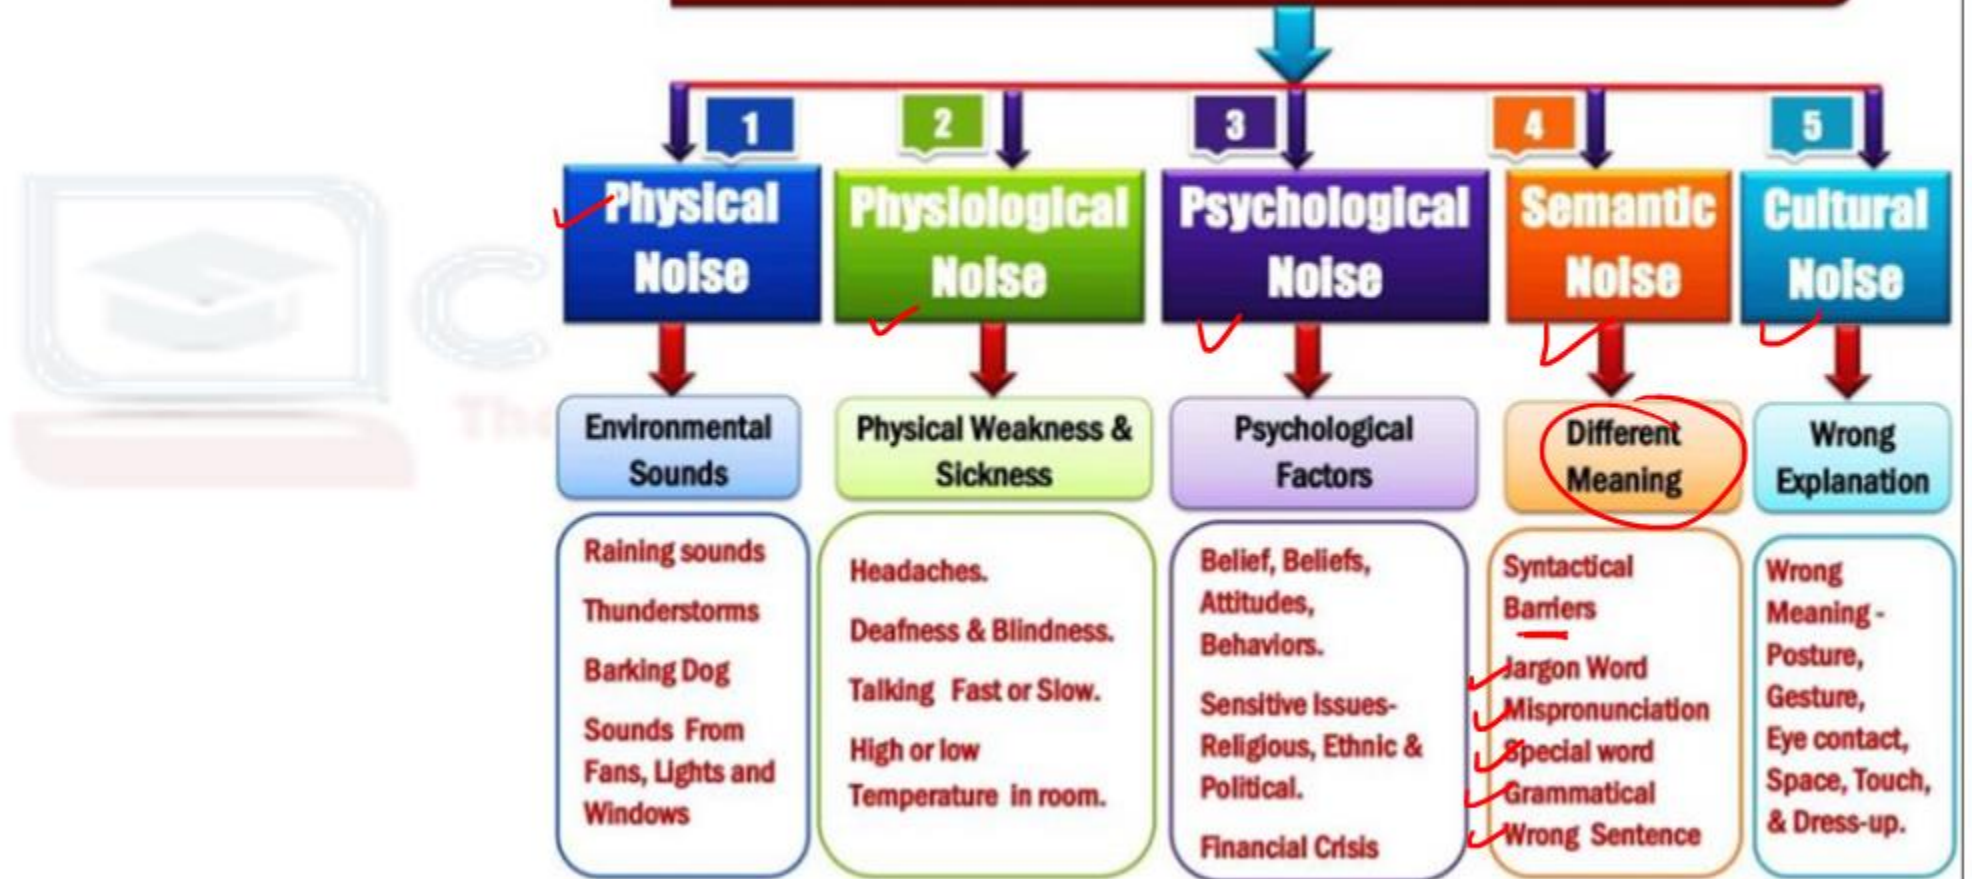 1
2
3
4
5
Physical
Noise
Physiological
Noise
Psychological
Noise
Semantic
Noise
Cultural
Noise
Environmental
Sounds
Physical Weakness &
Sickness
Psychological
Factors
Different
Meaning
Wrong
Explanation
Raining sounds
Thunderstorms
Barking Dog
Sounds From
Fans, Lights and
Windows
Headaches.
Deafness & Blindness.
Talking Fast or Slow.
High or low
Temperature in room.
Belief, Beliefs,
Attitudes,
Behaviors.
Sensitive Issues-
Religious, Ethnic &
Political.
Financial Crisis
Syntactical
Barriers
Jargon Word
Mispronunciation
Special word
Grammatical
Wrong Sentence
Wrong
Meaning -
Posture,
Gesture,
Eye contact,
Space, Touch,
& Dress-up.
C
The